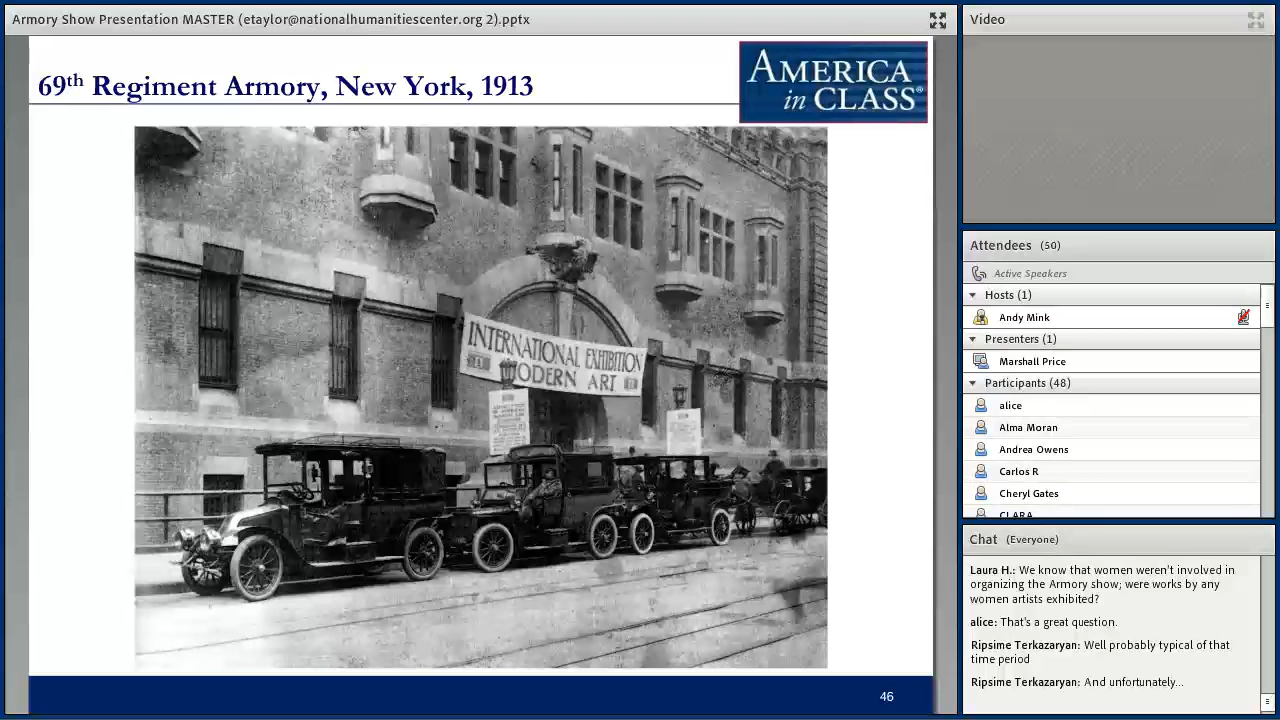 Armory Show Presentation MASTER (etaylor@nationalhumanitiescenter.org 2).pptx
69th Regiment Armory, New York, 1913
AMERICA
in CLASS®
INTERNATIONAL EXHIBITION
MODERN ART
46
Video
Attendees (50)
Active Speakers
Hosts (1)
Andy Mink
Presenters (1)
Marshall Price
Participants (48)
alice
Alma Moran
Andrea Owens
Carlos R
Cheryl Gates
CLARA
Chat (Everyone)
Laura H.: We know that women weren't involved in
organizing the Armory show; were works by any
women artists exhibited?
alice: That's a great question.
Ripsime Terkazaryan: Well probably typical of that
time period
Ripsime Terkazaryan: And unfortunately...